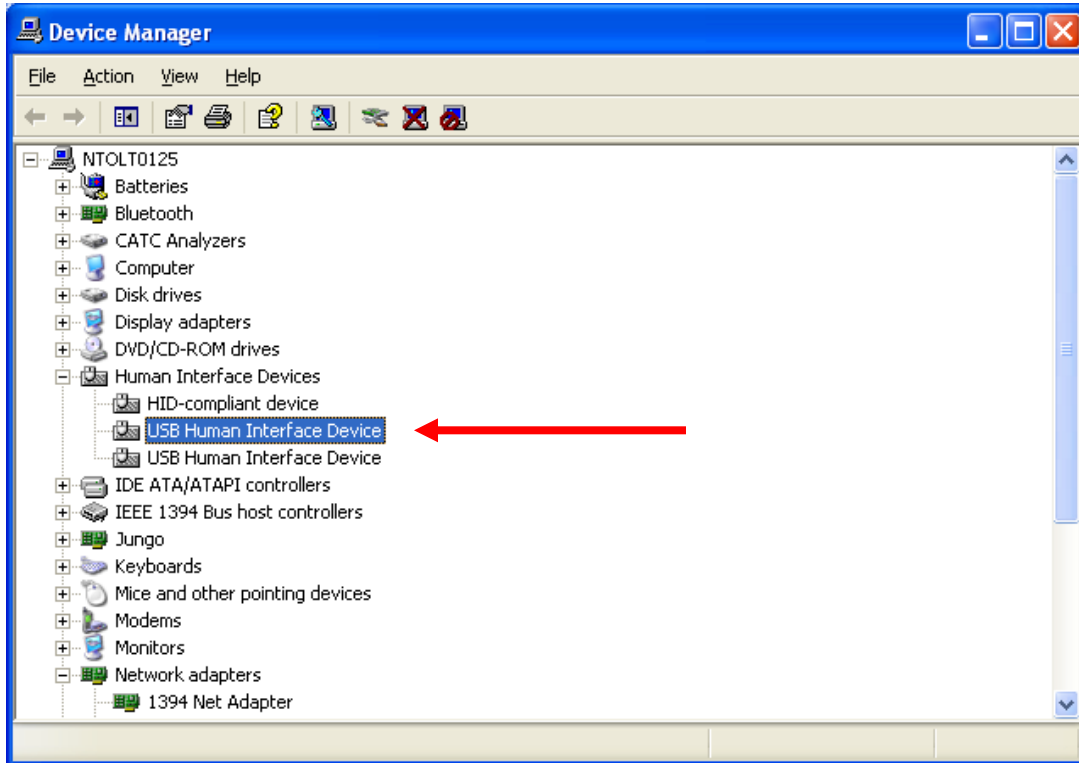 Device Manager
File Action View Help
NTOLT0125
Batteries
Bluetooth
CATC Analyzers
Computer
Disk drives
Display adapters
DVD/CD-ROM drives
Human Interface Devices
HID-compliant device
USB Human Interface Device
USB Human Interface Device
IDE ATA/ATAPI controllers
IEEE 1394 Bus host controllers
Jungo
Keyboards
Mice and other pointing devices
Modems
Monitors
Network adapters
1394 Net Adapter